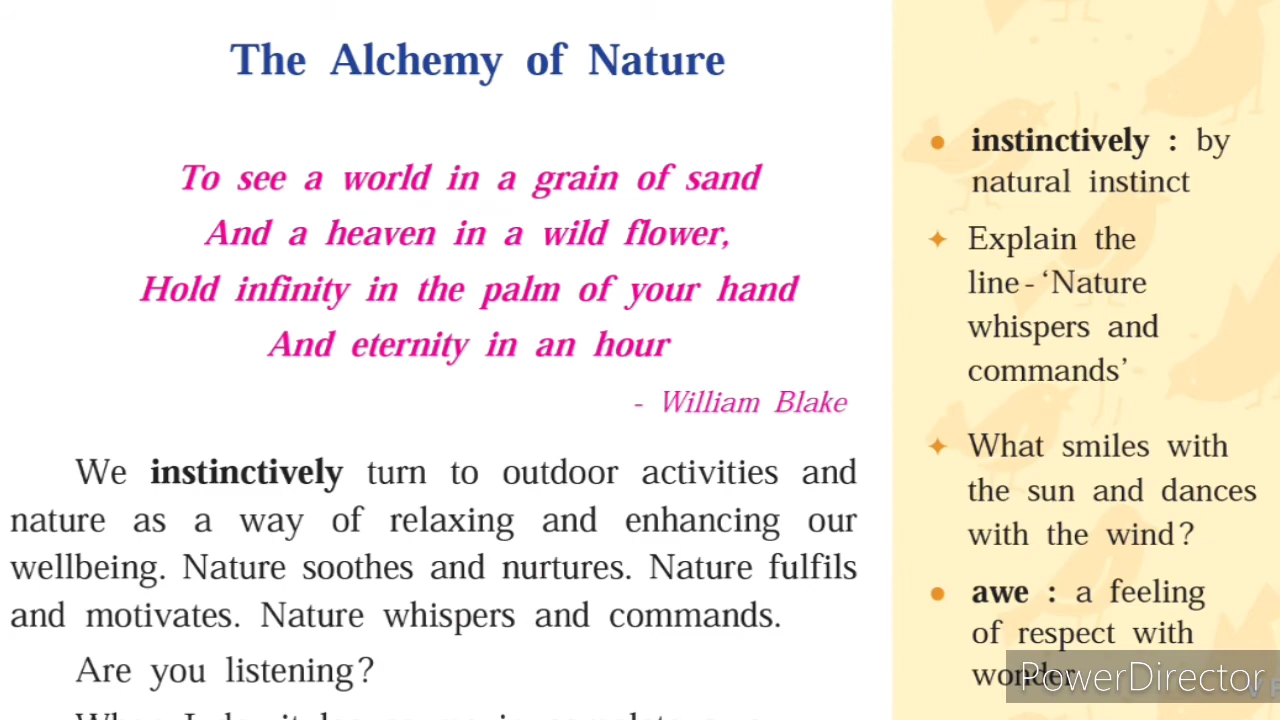 The Alchemy of Nature
To see a world in a grain of sand
And a heaven in a wild flower,
Hold infinity in the palm of your hand
And eternity in an hour
- William Blake
We instinctively turn to outdoor activities and
nature as a way of relaxing and enhancing our
wellbeing. Nature soothes and nurtures. Nature fulfils
and motivates. Nature whispers and commands.
Are you listening?
● instinctively : by
natural instinct
✦ Explain the
line - ‘Nature
whispers and
commands’
✦ What smiles with
the sun and dances
with the wind?
● awe : a feeling
of respect with
wonder
PowerDirector